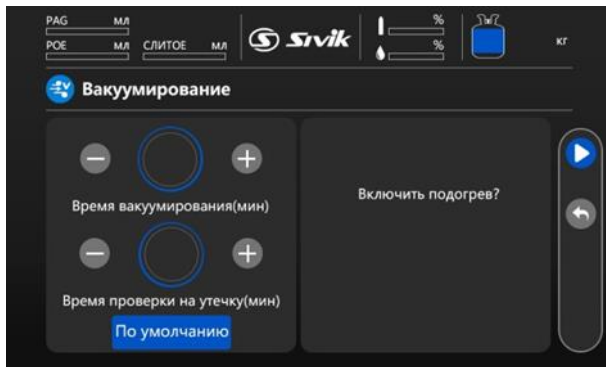 PAG мл
POE мл СЛИТОЕ мл
Sivik
%
%
кг
Вакуумирование
Время вакуумирования(мин)
Включить подогрев?
Время проверки на утечку(мин)
По умолчанию